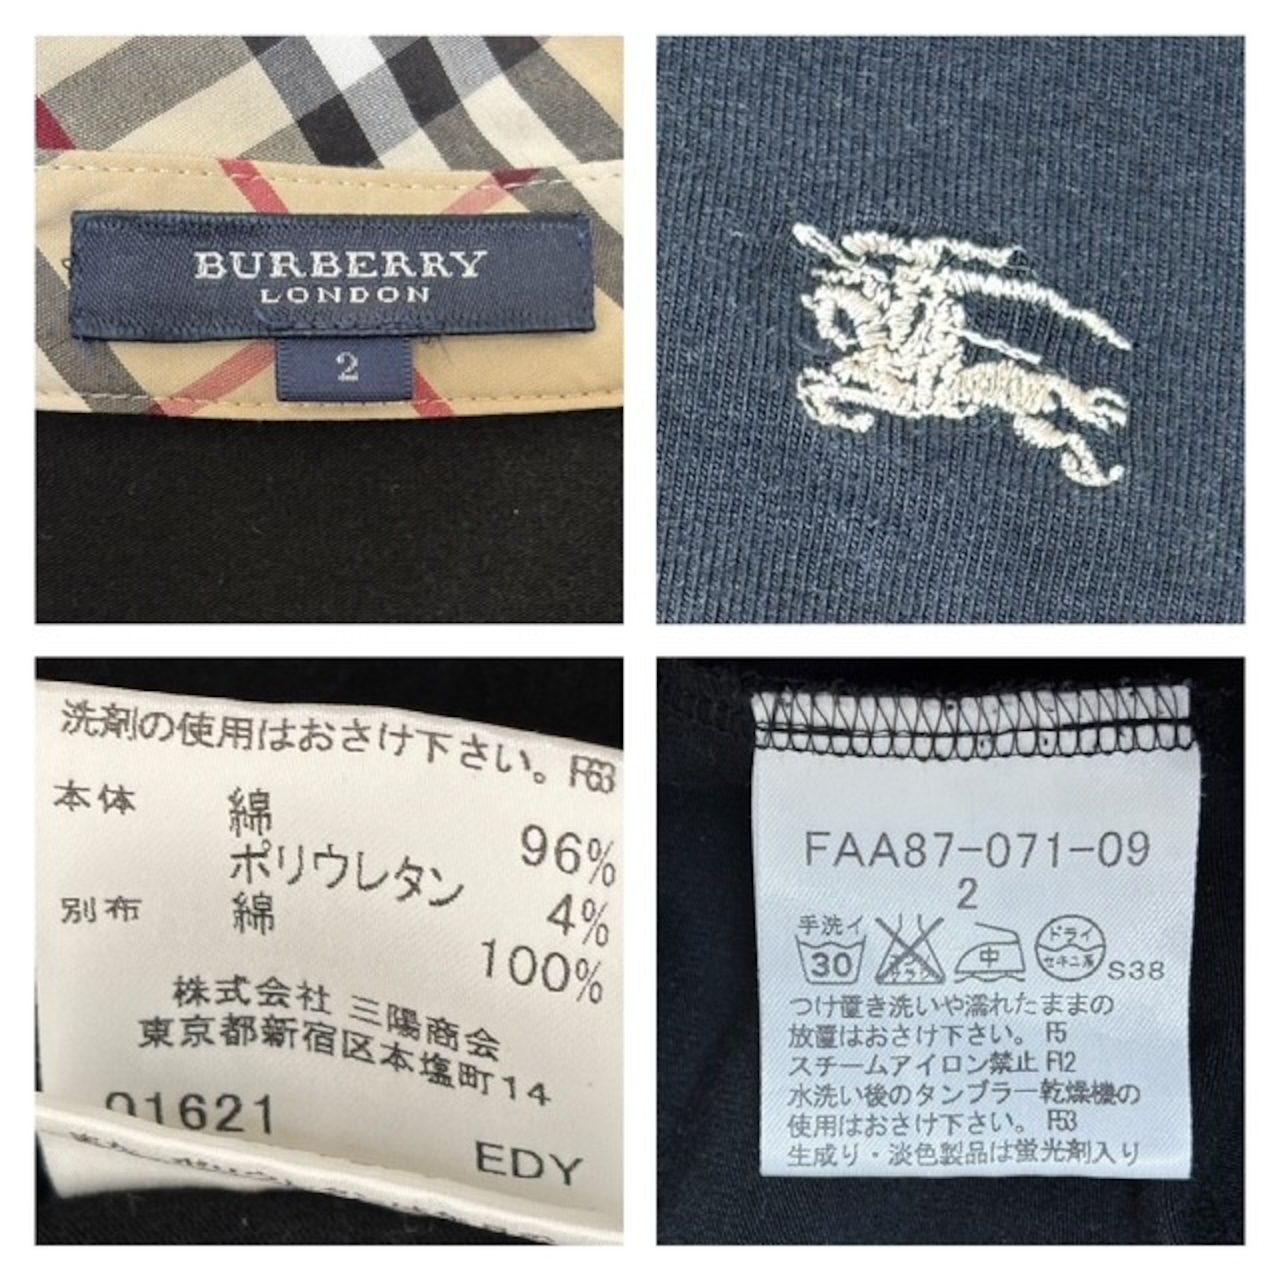 BURBERRY
LONDON
2
洗剤の使用はおさけ下さい。F63
本体 綿 96%
ポリウレタン 4%
別布 綿 100%
株式会社 三陽商会
東京都新宿区本塩町14
01621
EDY
FAA87-071-09
2
手洗イ
30 中 ドライ
セキユ系 S38
つけ置き洗いや濡れたままの
放置はおさけ下さい。F5
スチームアイロン禁止 F12
水洗い後のタンブラー乾燥機の
使用はおさけ下さい。F53
生成り・淡色製品は蛍光剤入り